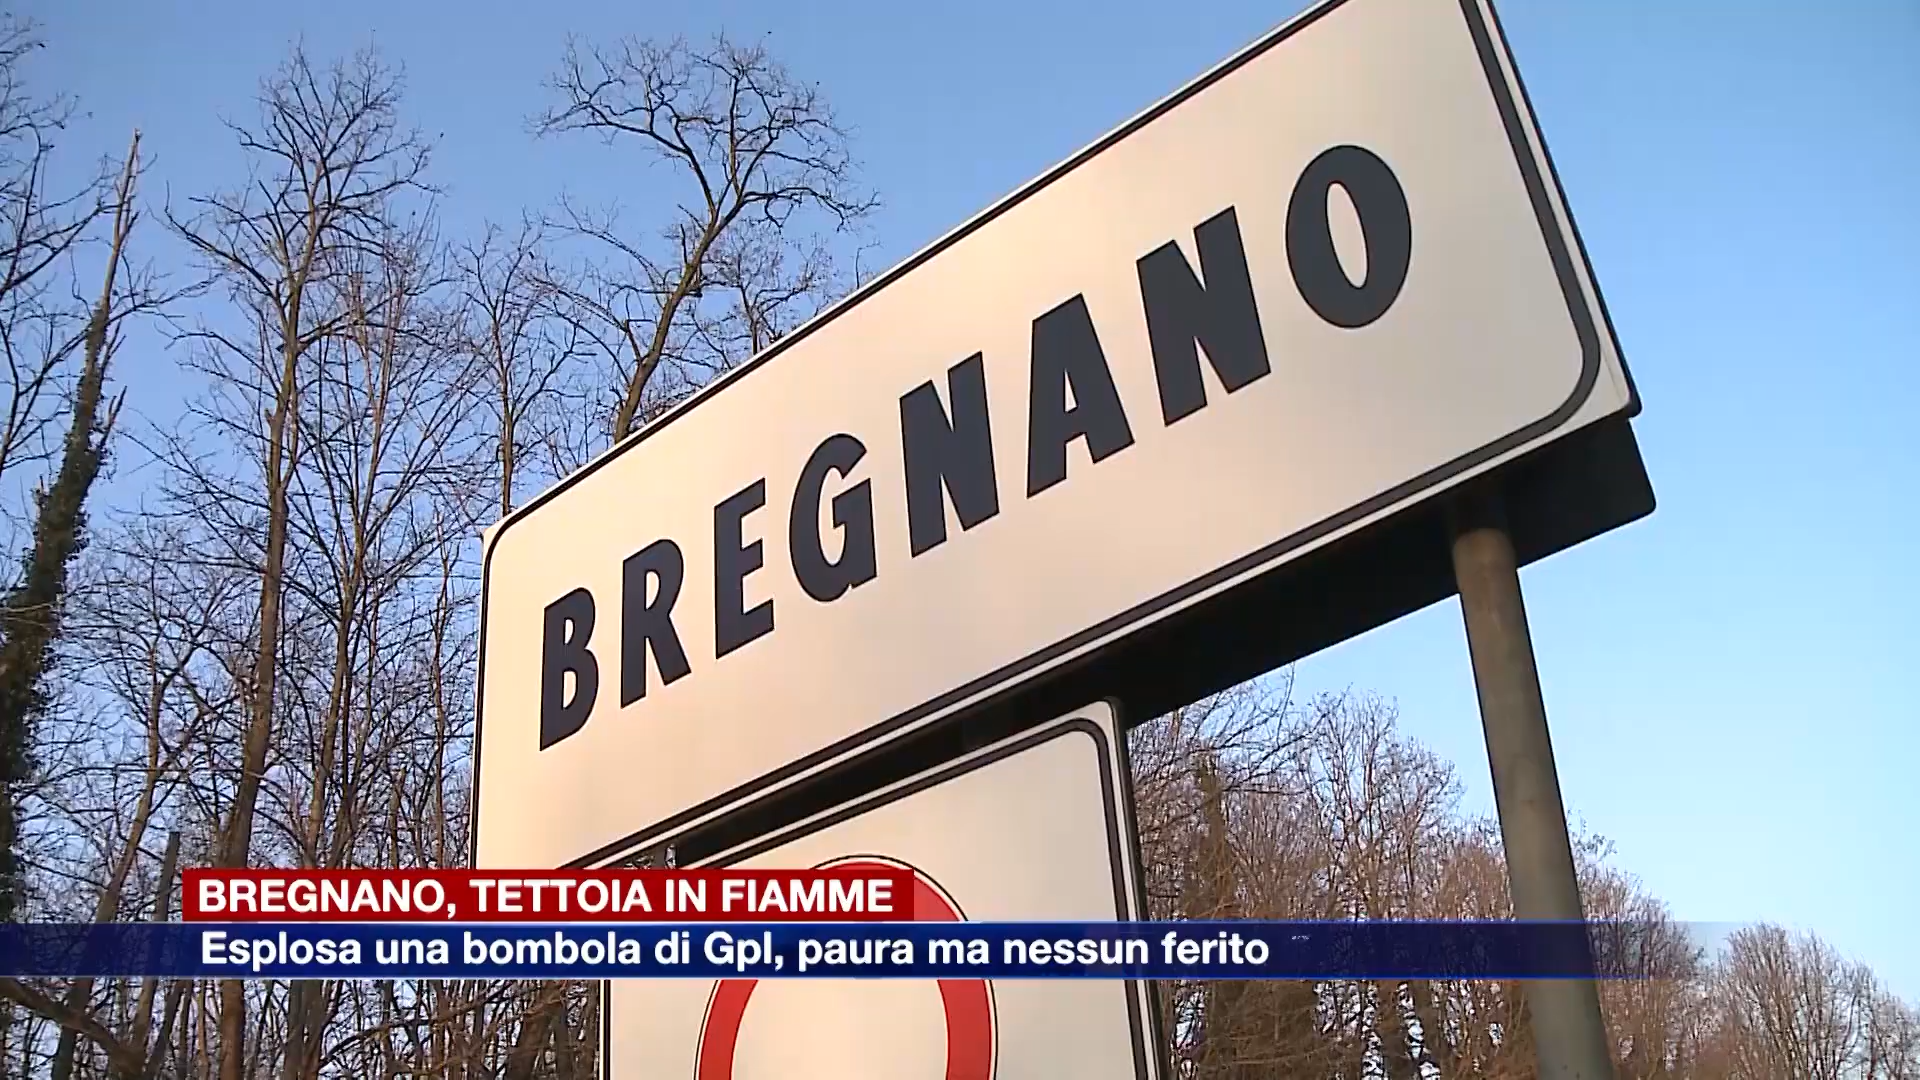 BREGNANO
BREGNANO, TETTOIA IN FIAMME
Esplosa una bombola di Gpl, paura ma nessun ferito